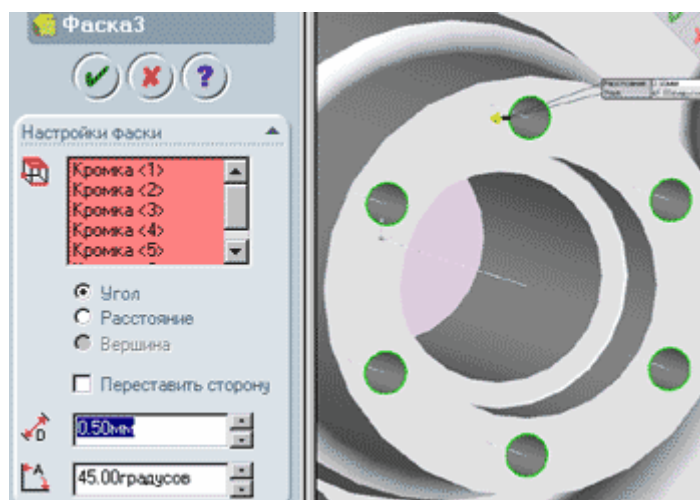 Фаска3
?
Настройки фаски
Кромка <1>
Кромка <2>
Кромка <3>
Кромка <4>
Кромка <5>
Угол
Расстояние
Вершина
Переставить сторону
D
0.50мм
A
45.00градусов